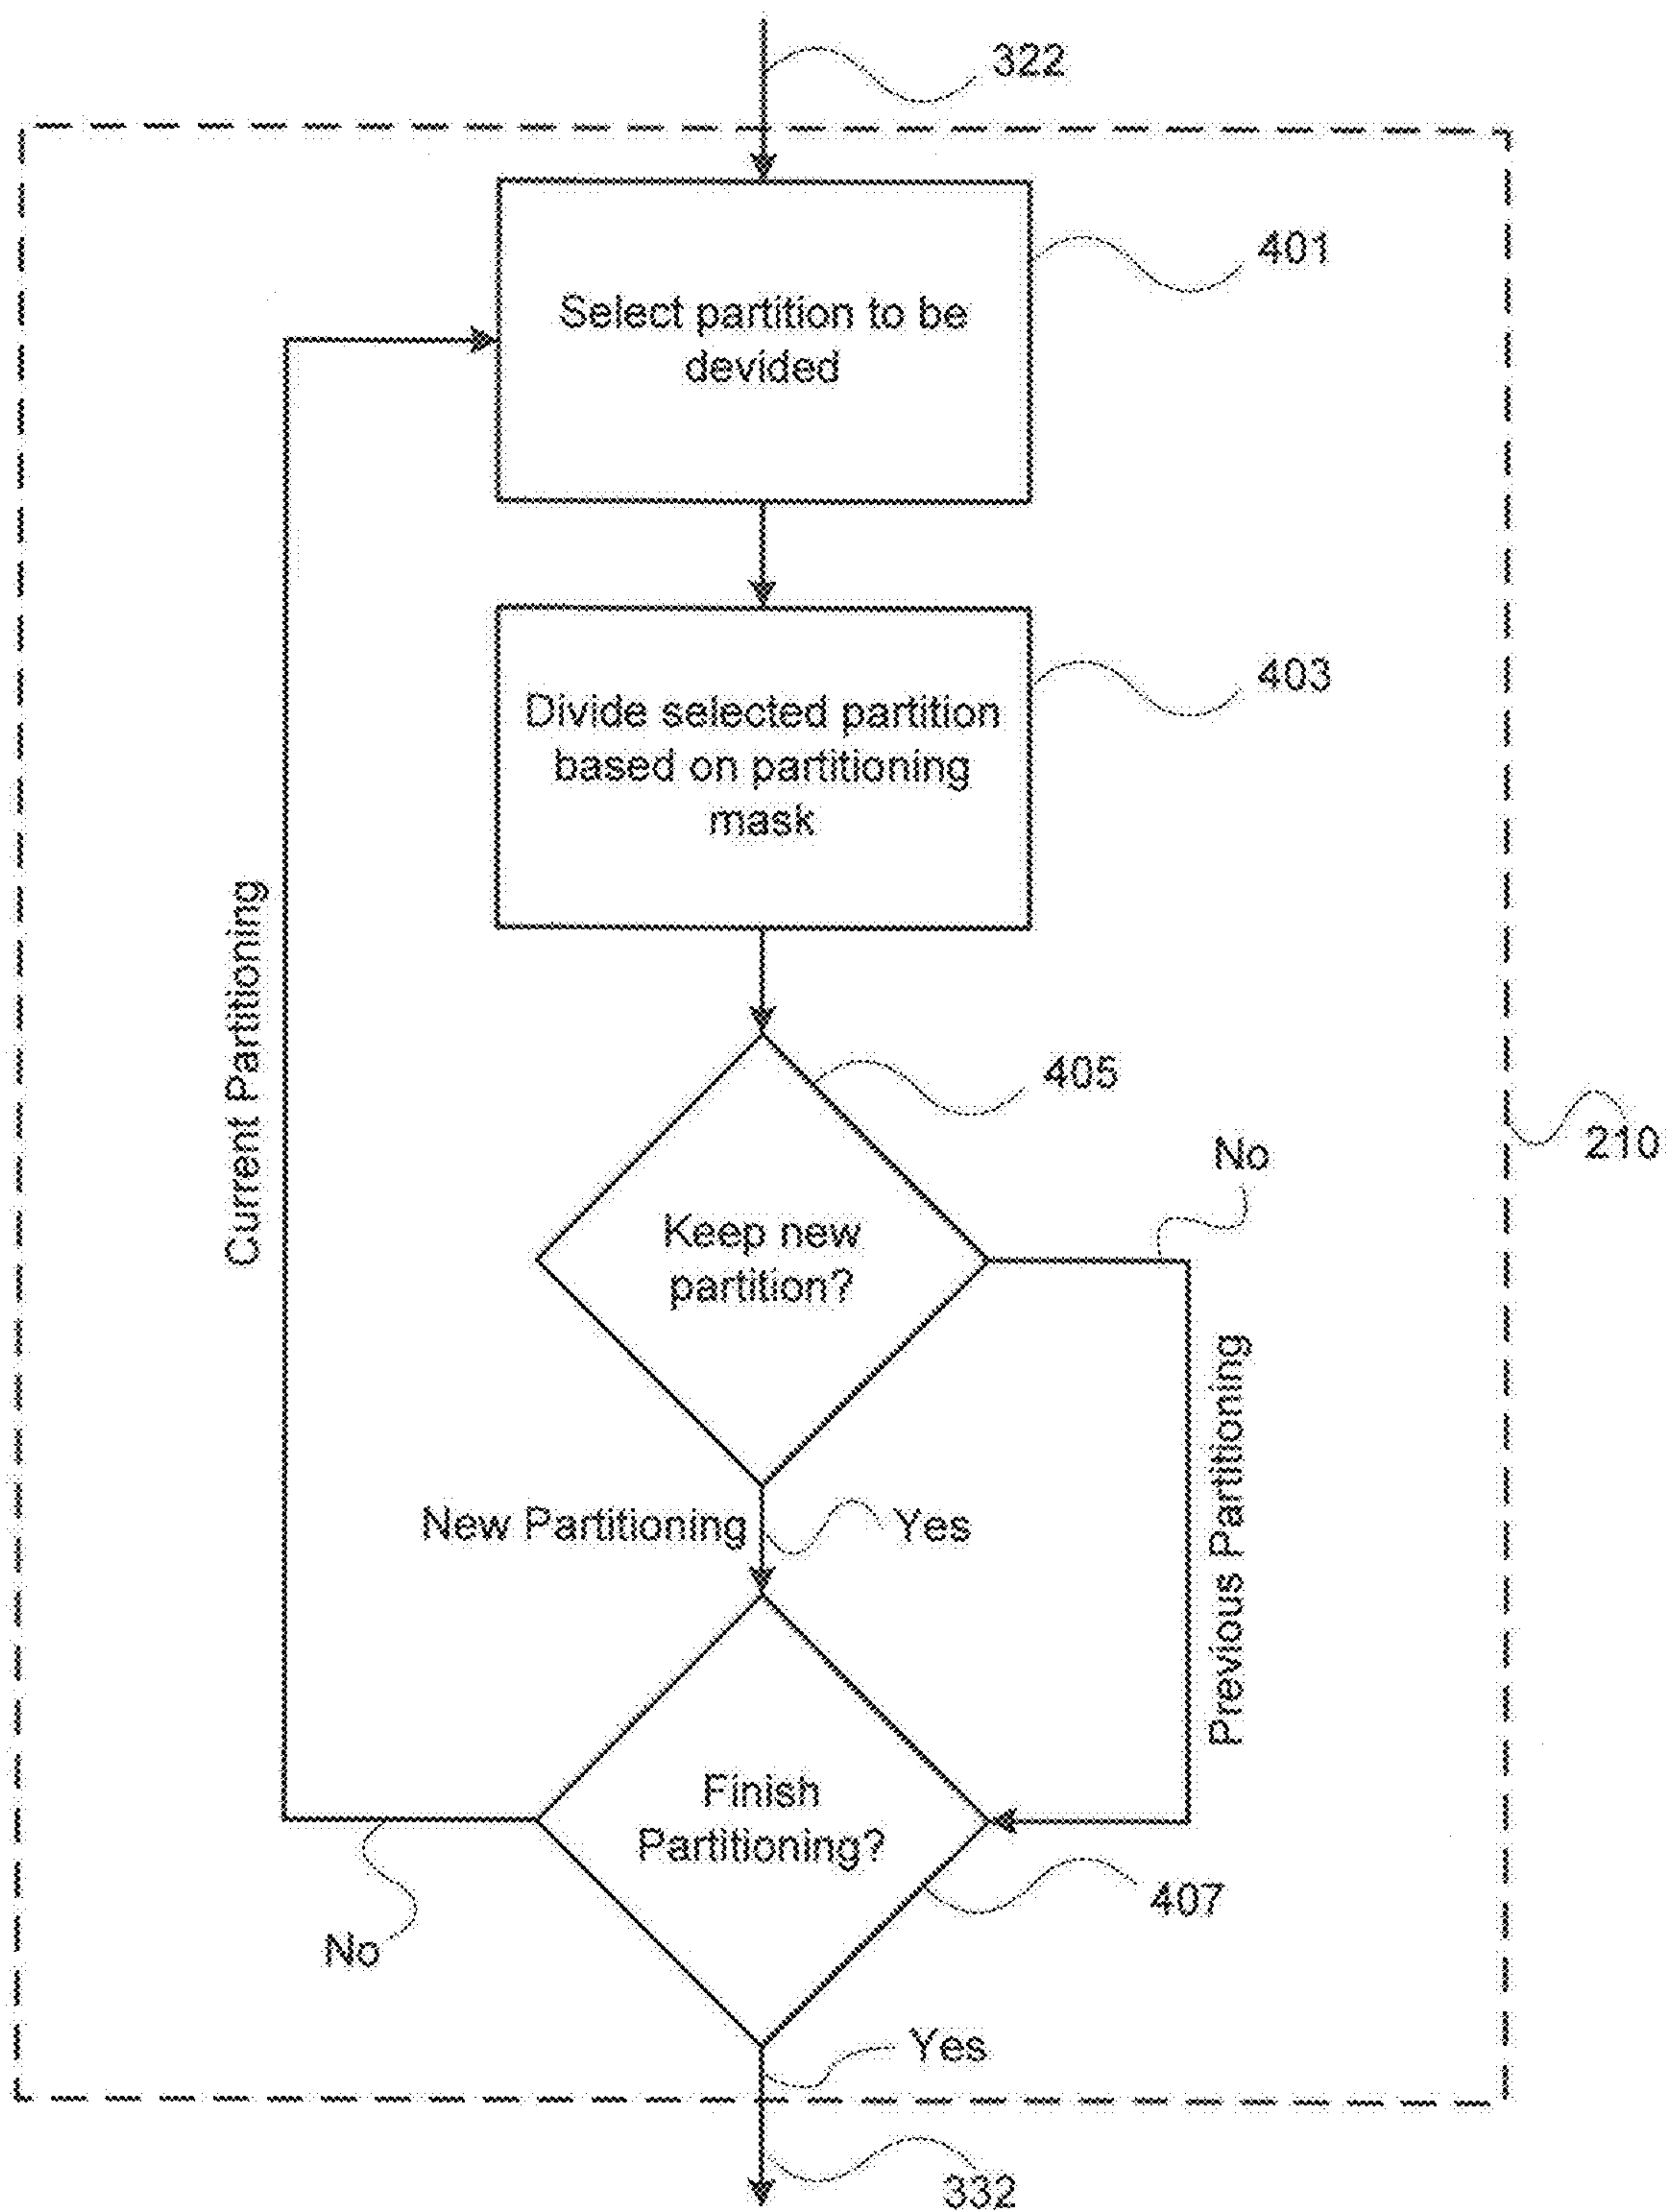 322
401
Select partition to be
devided
403
Divide selected partition
based on partitioning
mask
405
Current Partitioning
210
No
Keep new
partition?
Previous Partitioning
New Partitioning
Yes
Finish
Partitioning?
407
No
Yes
332